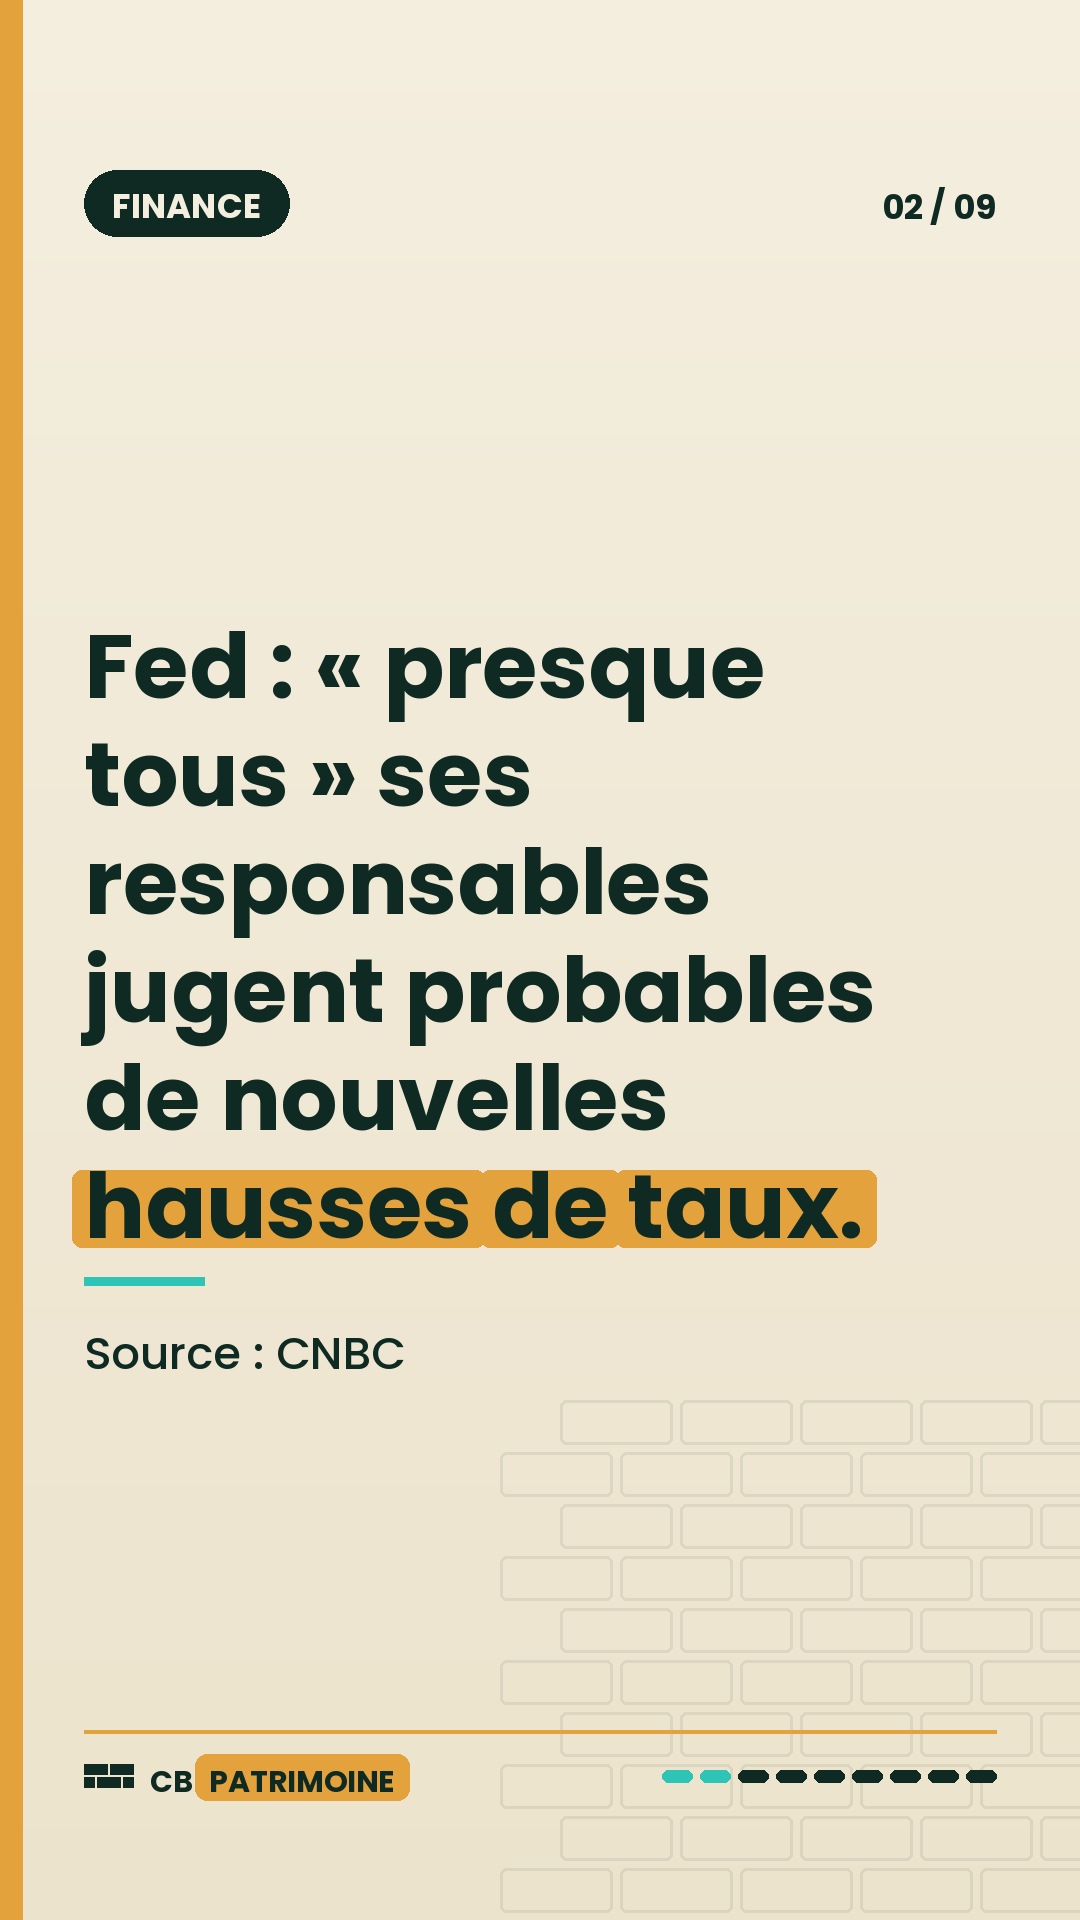 FINANCE
02 / 09
Fed : « presque
tous » ses
responsables
jugent probables
de nouvelles
hausses de taux.
Source : CNBC
CB PATRIMOINE